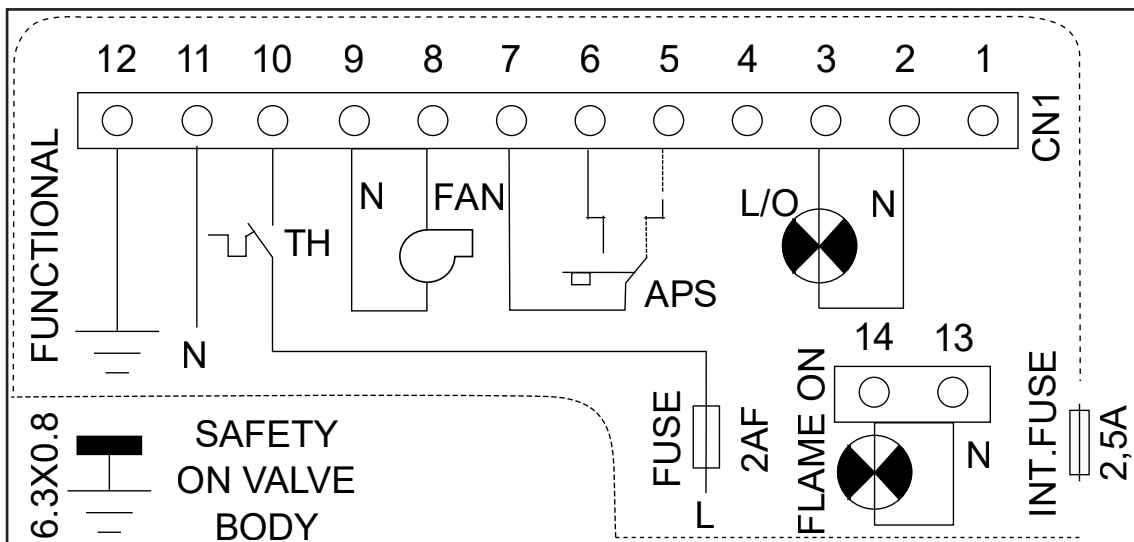 12 11 10 9 8 7 6 5 4 3 2 1
CN1
FUNCTIONAL
N
TH
N
FAN
APS
L/O
N
14 13
FLAME ON
N
FUSE
2AF
L
INT.FUSE
2,5A
6.3X0.8
SAFETY
ON VALVE
BODY